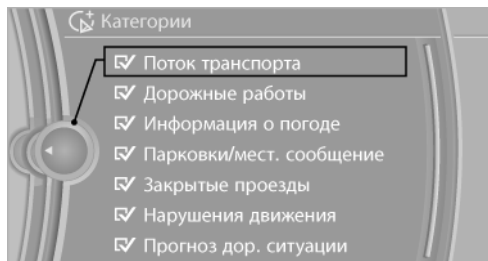 Категории
Поток транспорта
Дорожные работы
Информация о погоде
Парковки/мест. сообщение
Закрытые проезды
Нарушения движения
Прогноз дор. ситуации